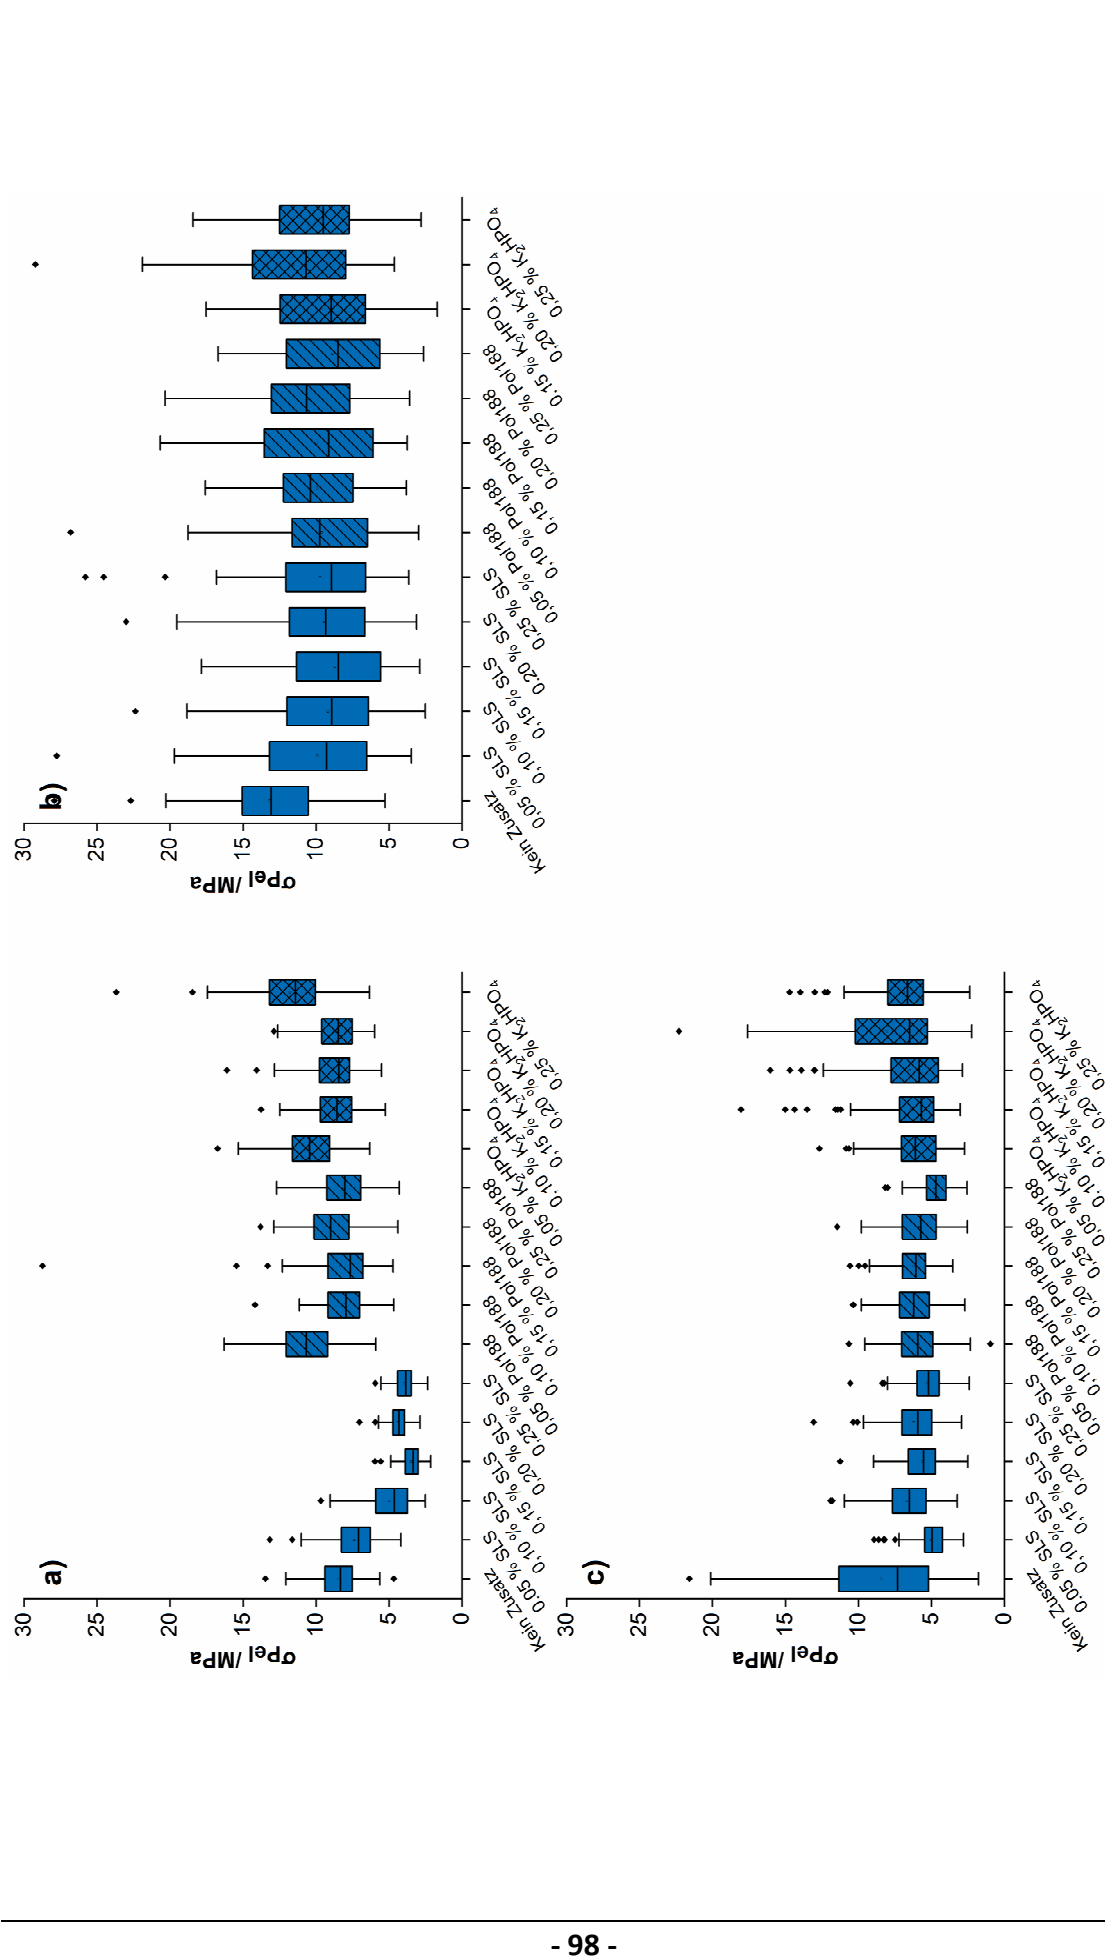 a)
σPel /MPa
30
25
20
15
10
5
0
Kein Zusatz
0.05 % SLS
0,10 % SLS
0,15 % SLS
0,20 % SLS
0,25 % SLS
0,05 % Pol188
0,10 % Pol188
0,15 % Pol188
0,20 % Pol188
0,25 % Pol188
0,05 % K₂HPO₄
0,10 % K₂HPO₄
0,15 % K₂HPO₄
0,20 % K₂HPO₄
0,25 % K₂HPO₄
b)
σPel /MPa
30
25
20
15
10
5
0
Kein Zusatz
0,05 % SLS
0,10 % SLS
0,15 % SLS
0.20 % SLS
0,25 % SLS
0,05 % Pol188
0,10 % Pol188
0,15 % Pol188
0,20 % Pol188
0,25 % Pol188
0.15 % K₂HPO₄
0,20 % K₂HPO₄
0,25 % K₂HPO₄
c)
σPel /MPa
30
25
20
15
10
5
0
Kein Zusatz
0.05 % SLS
0,10 % SLS
0,15 % SLS
0,20 % SLS
0,25 % SLS
0,05 % Pol188
0,10 % Pol188
0,15 % Pol188
0,20 % Pol188
0,25 % Pol188
0,05 % K₂HPO₄
0,10 % K₂HPO₄
0,15 % K₂HPO₄
0,20 % K₂HPO₄
0,25 % K₂HPO₄
- 98 -